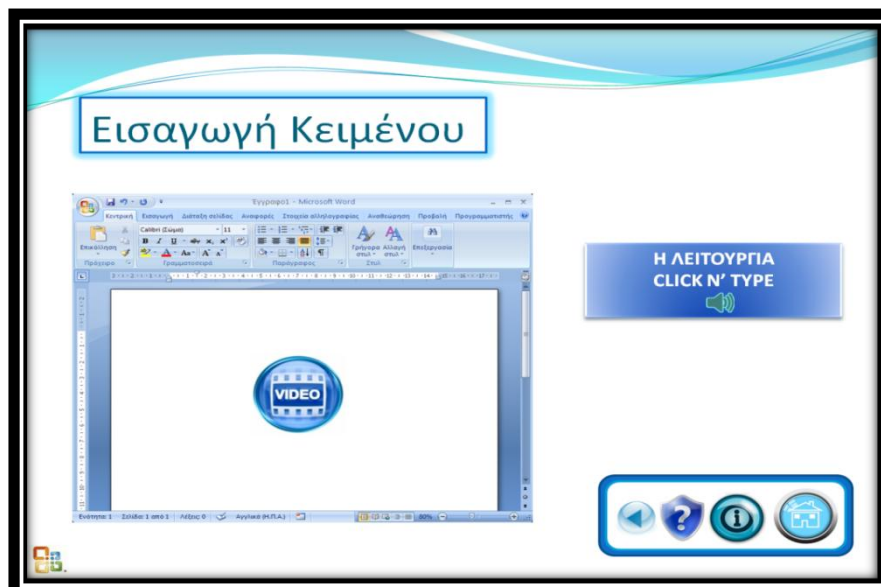 Εισαγωγή Κειμένου
Έγγραφο1 - Microsoft Word
Κεντρική Εισαγωγή Διάταξη σελίδας Αναφορές Στοιχεία αλληλογραφίας Αναθεώρηση Προβολή Προγραμματιστής
Calibri (Σώμα) 11
Επικόλληση
Γρήγορα στυλ
Αλλαγή στυλ
Επεξεργασία
Πρόχειρο Γραμματοσειρά Παράγραφος Στυλ
Η ΛΕΙΤΟΥΡΓΙΑ
CLICK N’ TYPE
VIDEO
Ενότητα: 1 Σελίδα: 1 από 1 Λέξεις: 0 Αγγλικά (Η.Π.Α.) 80%